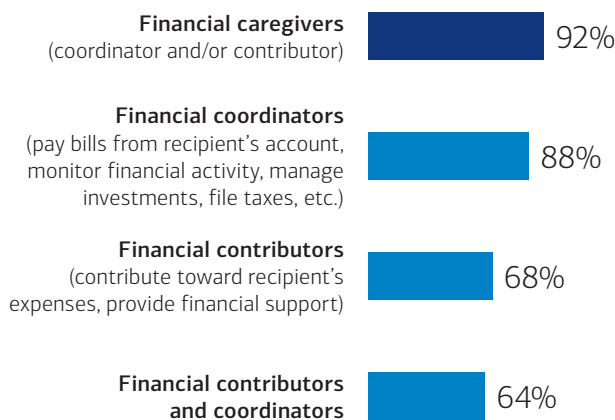 Financial caregivers
(coordinator and/or contributor)
92%
Financial coordinators
(pay bills from recipient’s account,
monitor financial activity, manage
investments, file taxes, etc.)
88%
Financial contributors
(contribute toward recipient’s
expenses, provide financial support)
68%
Financial contributors
and coordinators
64%